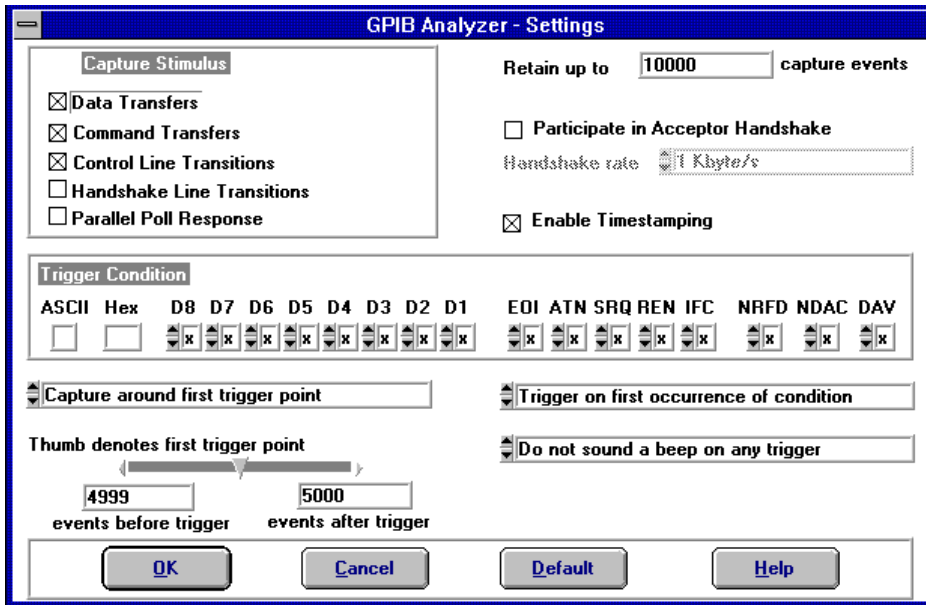 GPIB Analyzer - Settings
Capture Stimulus
Data Transfers
Command Transfers
Control Line Transitions
Handshake Line Transitions
Parallel Poll Response
Retain up to 10000 capture events
Participate in Acceptor Handshake
Handshake rate 1 Kbyte/s
Enable Timestamping
Trigger Condition
ASCII Hex D8 D7 D6 D5 D4 D3 D2 D1 EOI ATN SRQ REN IFC NRFD NDAC DAV
x x x x x x x x x x x x x x x x
Capture around first trigger point
Trigger on first occurrence of condition
Thumb denotes first trigger point
Do not sound a beep on any trigger
4999 5000
events before trigger events after trigger
OK Cancel Default Help